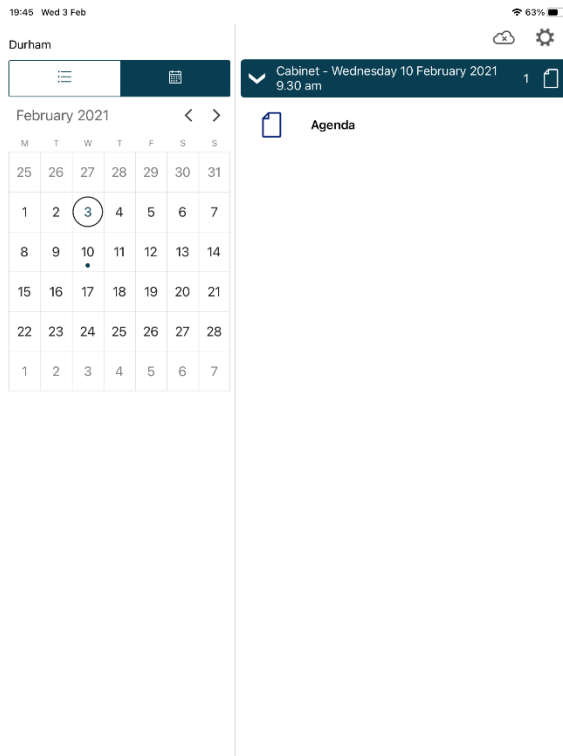 19:45 Wed 3 Feb
63%
Durham
February 2021
M T W T F S S
25 26 27 28 29 30 31
1 2 3 4 5 6 7
8 9 10 11 12 13 14
15 16 17 18 19 20 21
22 23 24 25 26 27 28
1 2 3 4 5 6 7
Cabinet - Wednesday 10 February 2021
9.30 am
1
Agenda